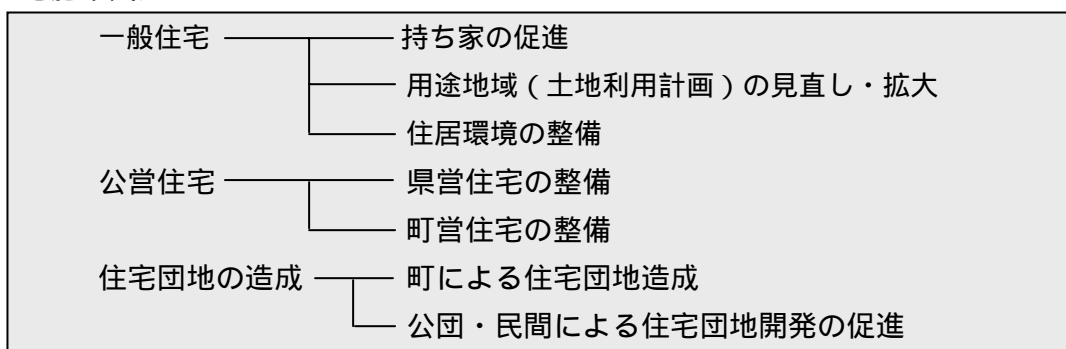 一般住宅 持ち家の促進
用途地域(土地利用計画)の見直し・拡大
住居環境の整備
公営住宅 県営住宅の整備
町営住宅の整備
住宅団地の造成 町による住宅団地造成
公団・民間による住宅団地開発の促進